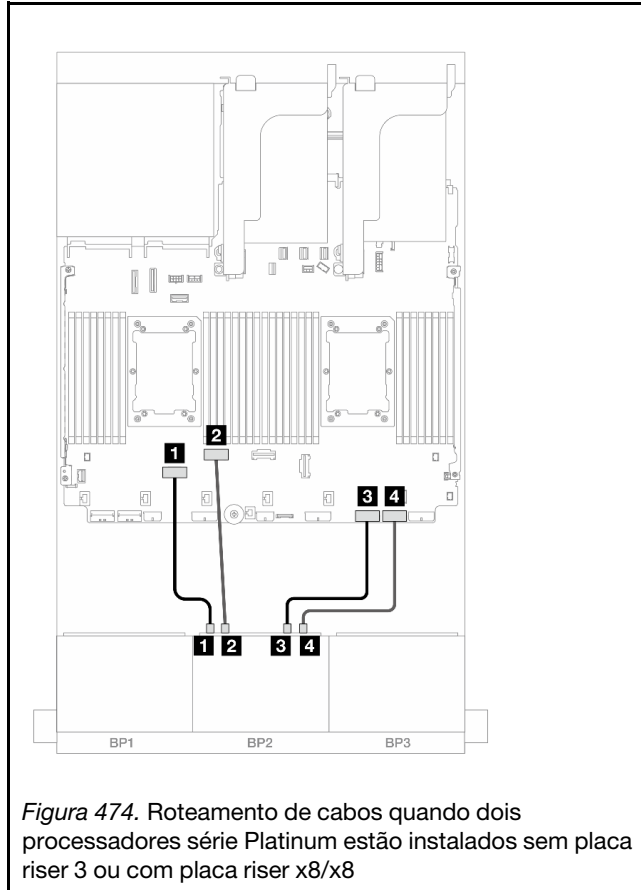 1
2
3 4
1 2 3 4
BP1 BP2 BP3
Figura 474. Roteamento de cabos quando dois
processadores série Platinum estão instalados sem placa
riser 3 ou com placa riser x8/x8